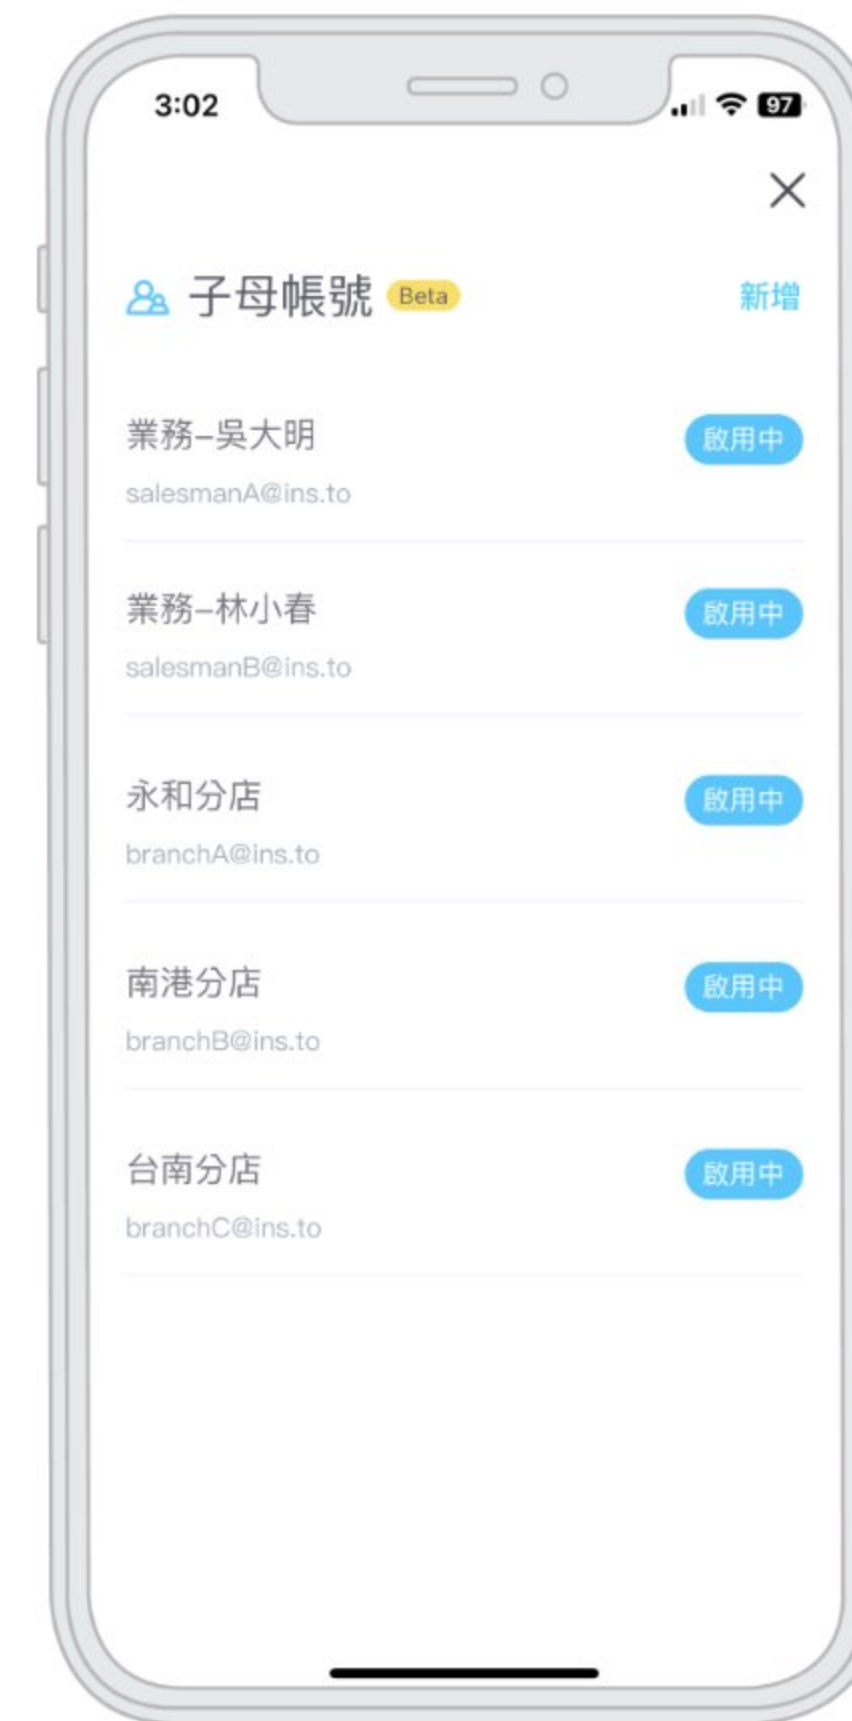 3:02
97
子母帳號 Beta 新增
業務–吳大明 啟用中
salesmanA@ins.to
業務–林小春 啟用中
salesmanB@ins.to
永和分店 啟用中
branchA@ins.to
南港分店 啟用中
branchB@ins.to
台南分店 啟用中
branchC@ins.to